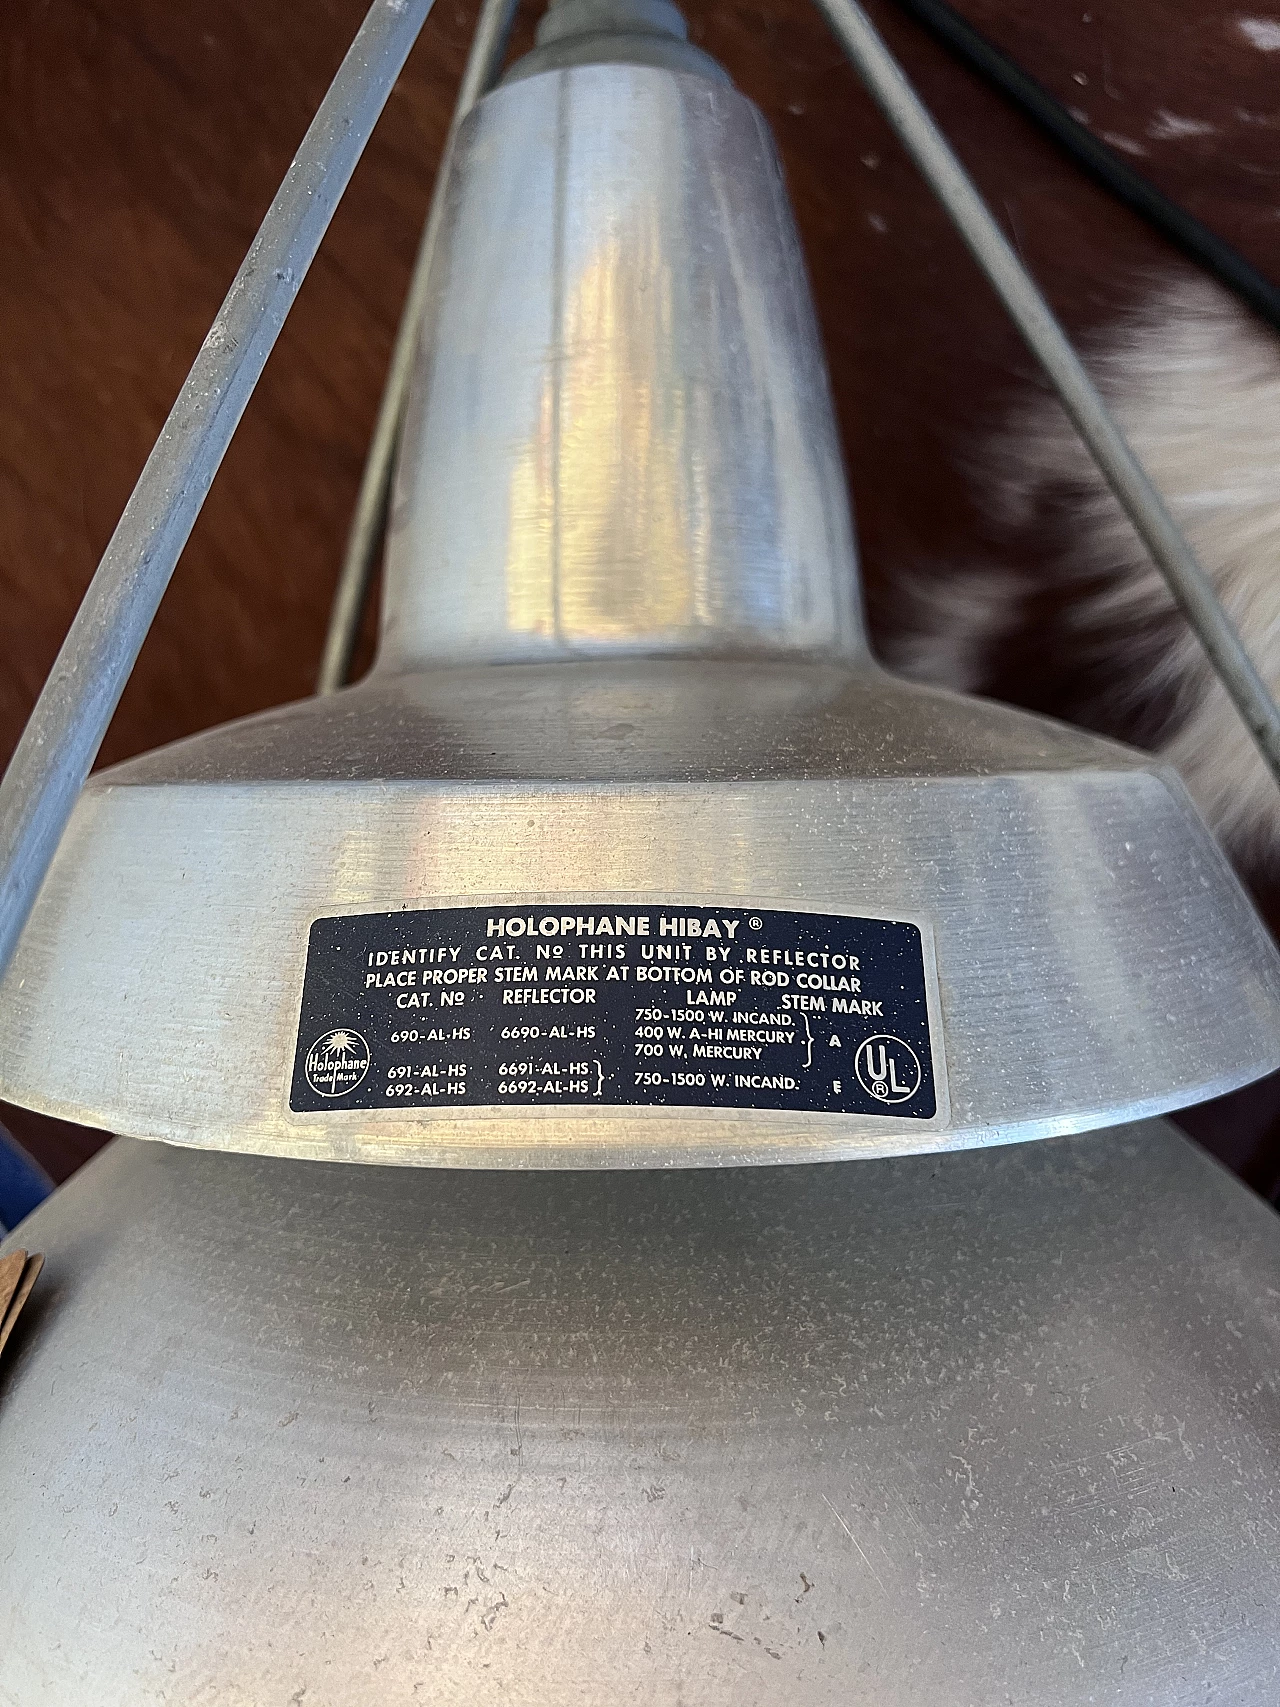 HOLOPHANE HIBAY ®
IDENTIFY CAT. Nº THIS UNIT BY REFLECTOR
PLACE PROPER STEM MARK AT BOTTOM OF ROD COLLAR
CAT. Nº REFLECTOR LAMP STEM MARK
750-1500 W. INCAND.
690-AL-HS 6690-AL-HS 400 W. A-HI MERCURY A
700 W. MERCURY
691-AL-HS 6691-AL-HS
692-AL-HS 6692-AL-HS 750-1500 W. INCAND. E
Holophane
Trade Mark
UL
®